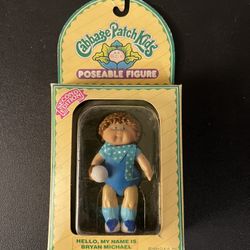 Cabbage Patch Kids
POSEABLE FIGURE
HELLO, MY NAME IS
BRYAN MICHAEL